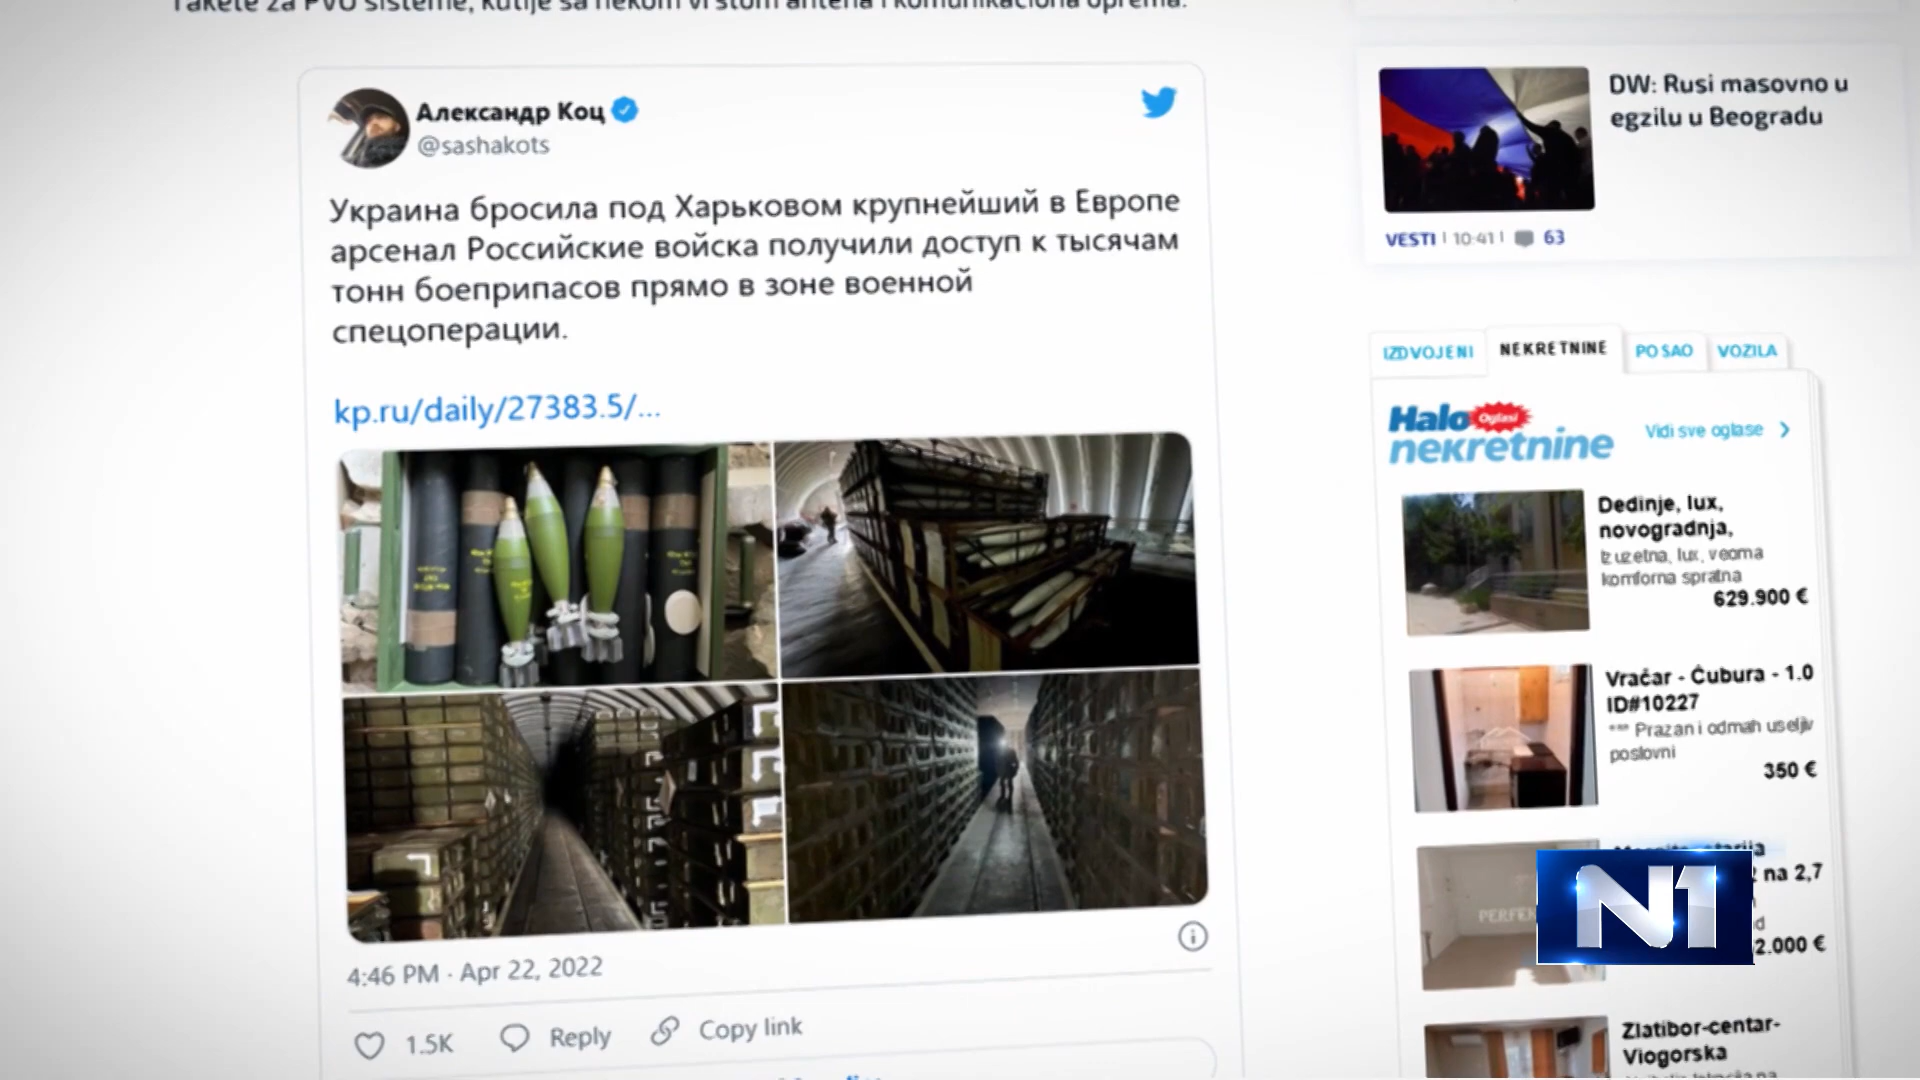 rakete za PVO sisteme, kutije sa nekom vrstom antena i komunikaciona oprema.
Александр Коц
@sashakots
Украина бросила под Харьковом крупнейший в Европе
арсенал Российские войска получили доступ к тысячам
тонн боеприпасов прямо в зоне военной
спецоперации.
kp.ru/daily/27383.5/...
4:46 PM · Apr 22, 2022
1.5K Reply Copy link
DW: Rusi masovno u
egzilu u Beogradu
VESTI | 10:41 | 63
IZDVOJENI NEKRETNINE POSAO VOZILA
Halo Oglasi
nekretnine
Vidi sve oglase
Dedinje, lux,
novogradnja,
Izuzetna, lux, veoma
komforna spratna
629.900 €
Vračar - Čubura - 1.0
ID#10227
*** Prazan i odmah useljiv
poslovni
350 €
na 2,7
2.000 €
N1
Zlatibor-centar-
Viogorska